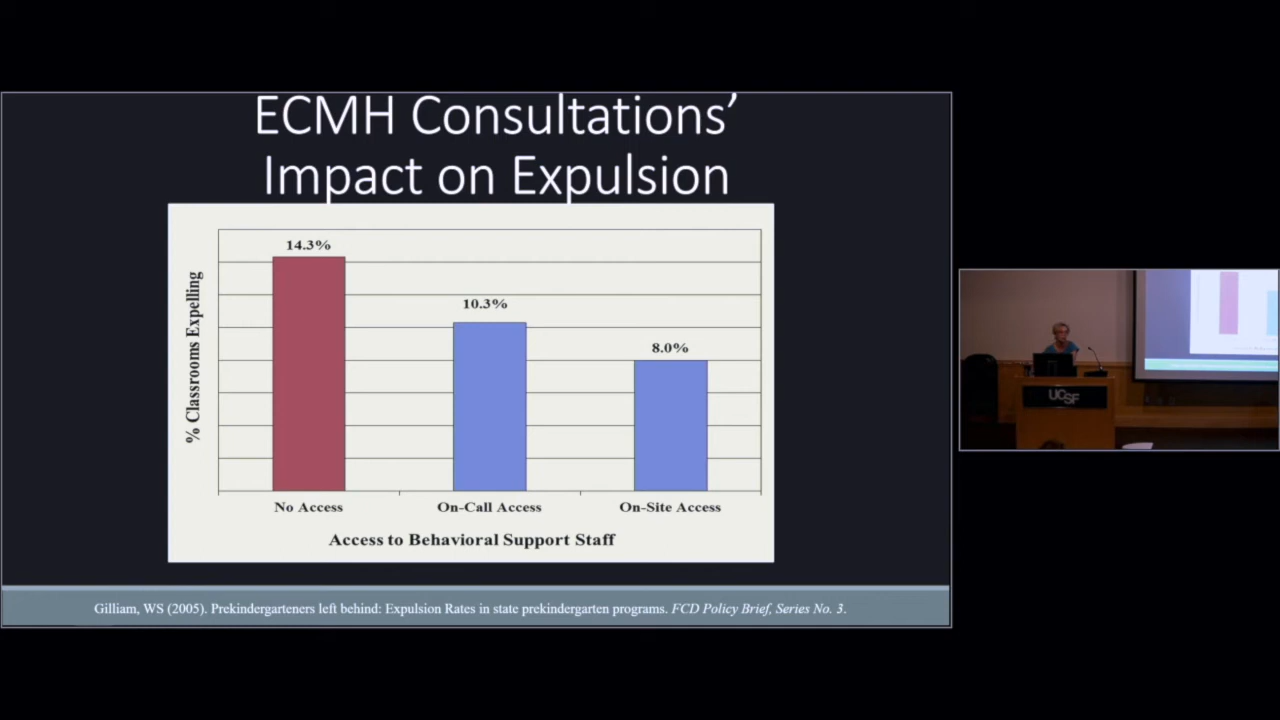 ECMH Consultations’
Impact on Expulsion
14.3%
10.3%
8.0%
% Classrooms Expelling
No Access
On-Call Access
On-Site Access
Access to Behavioral Support Staff
Gilliam, WS (2005). Prekindergarteners left behind: Expulsion Rates in state prekindergarten programs. FCD Policy Brief, Series No. 3.
UCSF